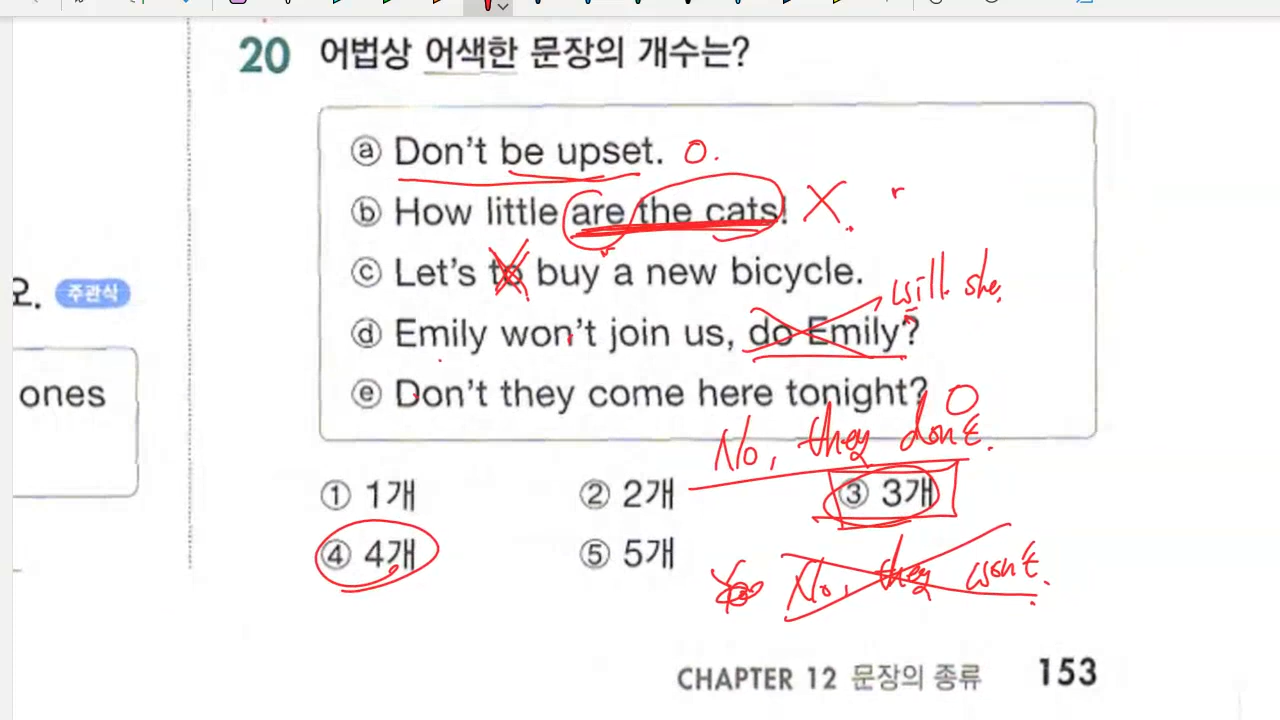 20 어법상 어색한 문장의 개수는?
ⓐ Don't be upset. O.
ⓑ How little are the cats! X
ⓒ Let's to buy a new bicycle.
will she.
ⓓ Emily won't join us, do Emily?
오. 주관식
ⓔ Don't they come here tonight? O
ones
No, they don't.
① 1개 ② 2개 ③ 3개
④ 4개 ⑤ 5개
No, they won't.
CHAPTER 12 문장의 종류 153